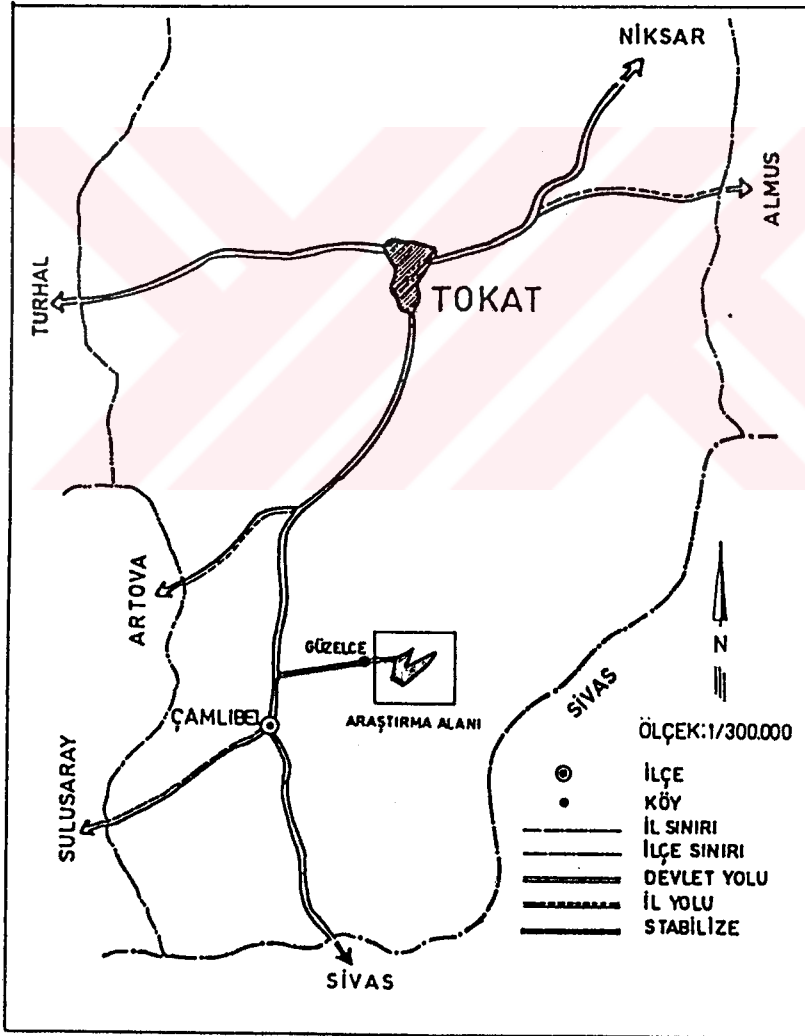 NİKSAR
ALMUS
TURHAL
TOKAT
ARTOVA
GÜZELCE
N
SİVAS
ÇAMLIBEL
ARAŞTIRMA ALANI
ÖLÇEK:1/300.000
SULUSARAY
İLÇE
KÖY
İL SINIRI
İLÇE SINIRI
DEVLET YOLU
İL YOLU
STABİLİZE
SİVAS